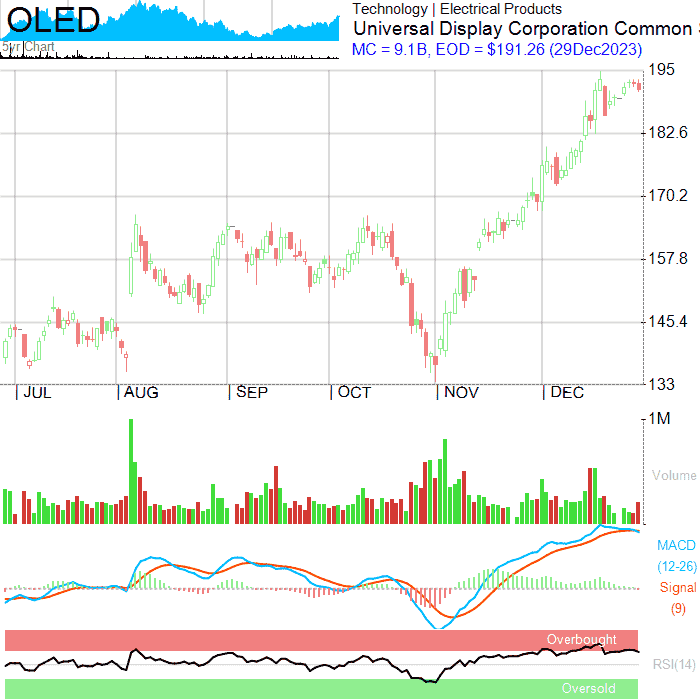 OLED
5yr Chart
Technology | Electrical Products
Universal Display Corporation Common
MC = 9.1B, EOD = $191.26 (29Dec2023)
195
182.6
170.2
157.8
145.4
133
| JUL | AUG | SEP | OCT | NOV | DEC
1M
Volume
MACD
(12-26)
Signal
(9)
Overbought
RSI(14)
Oversold